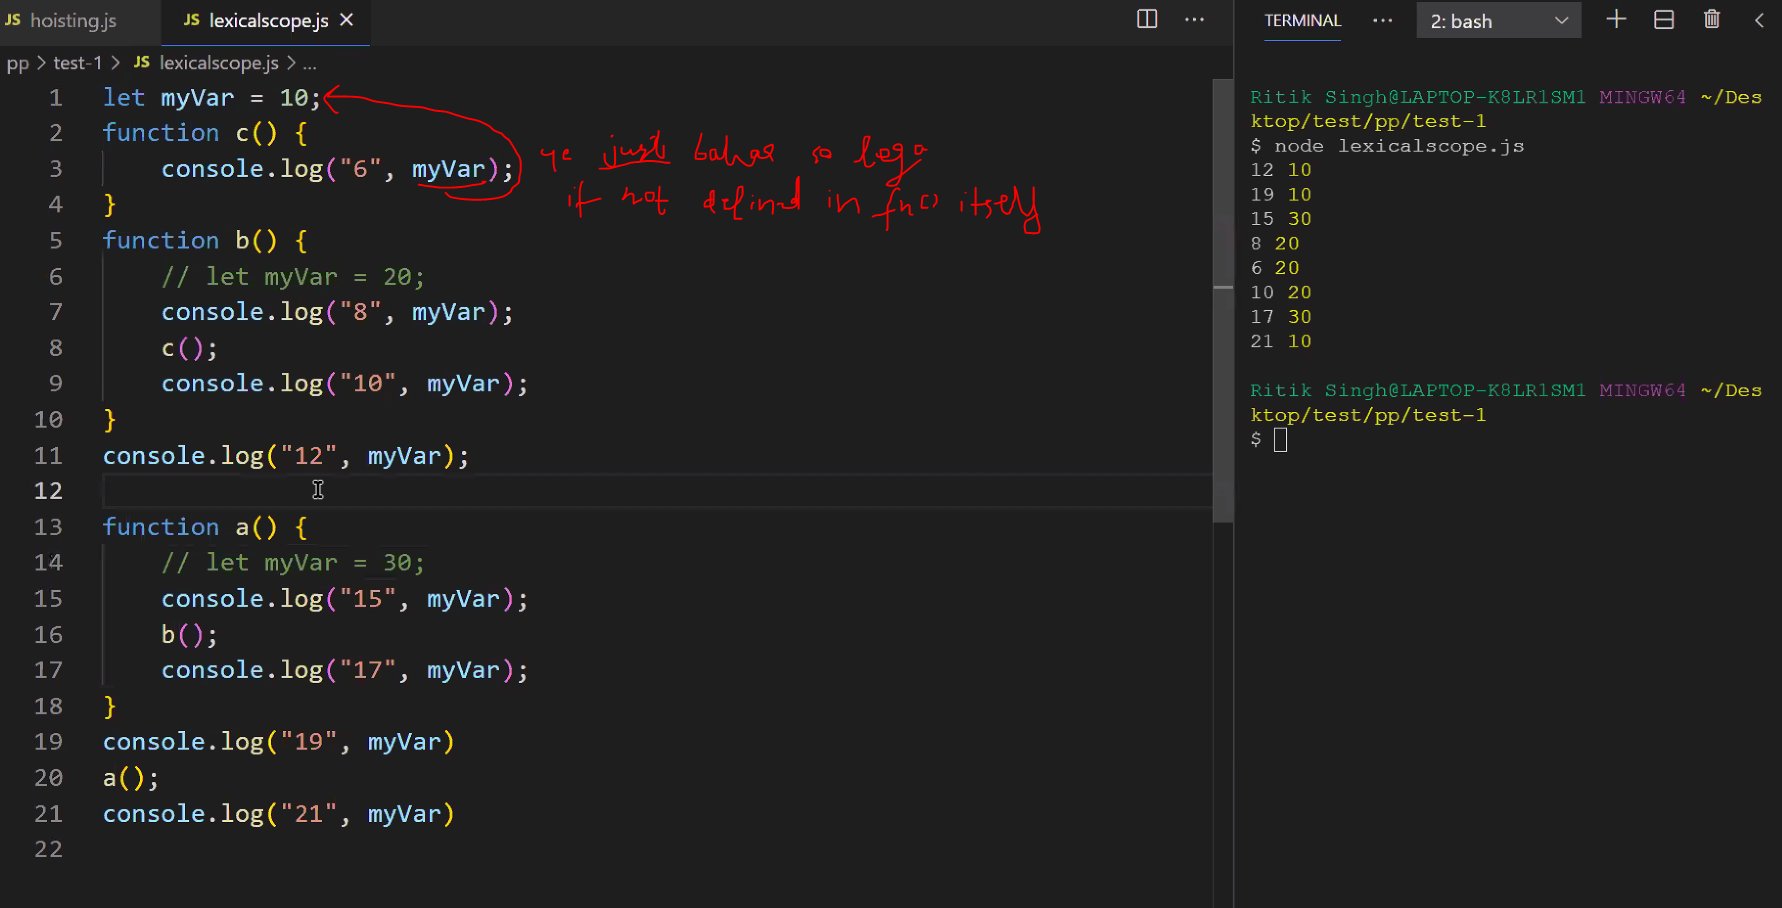 JS hoisting.js
JS lexicalscope.js ×
pp > test-1 > JS lexicalscope.js > ...
1 let myVar = 10;
2 function c() {
3 console.log("6", myVar);
4 }
5 function b() {
6 // let myVar = 20;
7 console.log("8", myVar);
8 c();
9 console.log("10", myVar);
10 }
11 console.log("12", myVar);
12
13 function a() {
14 // let myVar = 30;
15 console.log("15", myVar);
16 b();
17 console.log("17", myVar);
18 }
19 console.log("19", myVar)
20 a();
21 console.log("21", myVar)
22
ye just bahar so lega
if not defined in fn() itself
TERMINAL ... 2: bash
Ritik Singh@LAPTOP-K8LR1SM1 MINGW64 ~/Des
ktop/test/pp/test-1
$ node lexicalscope.js
12 10
19 10
15 30
8 20
6 20
10 20
17 30
21 10
Ritik Singh@LAPTOP-K8LR1SM1 MINGW64 ~/Des
ktop/test/pp/test-1
$